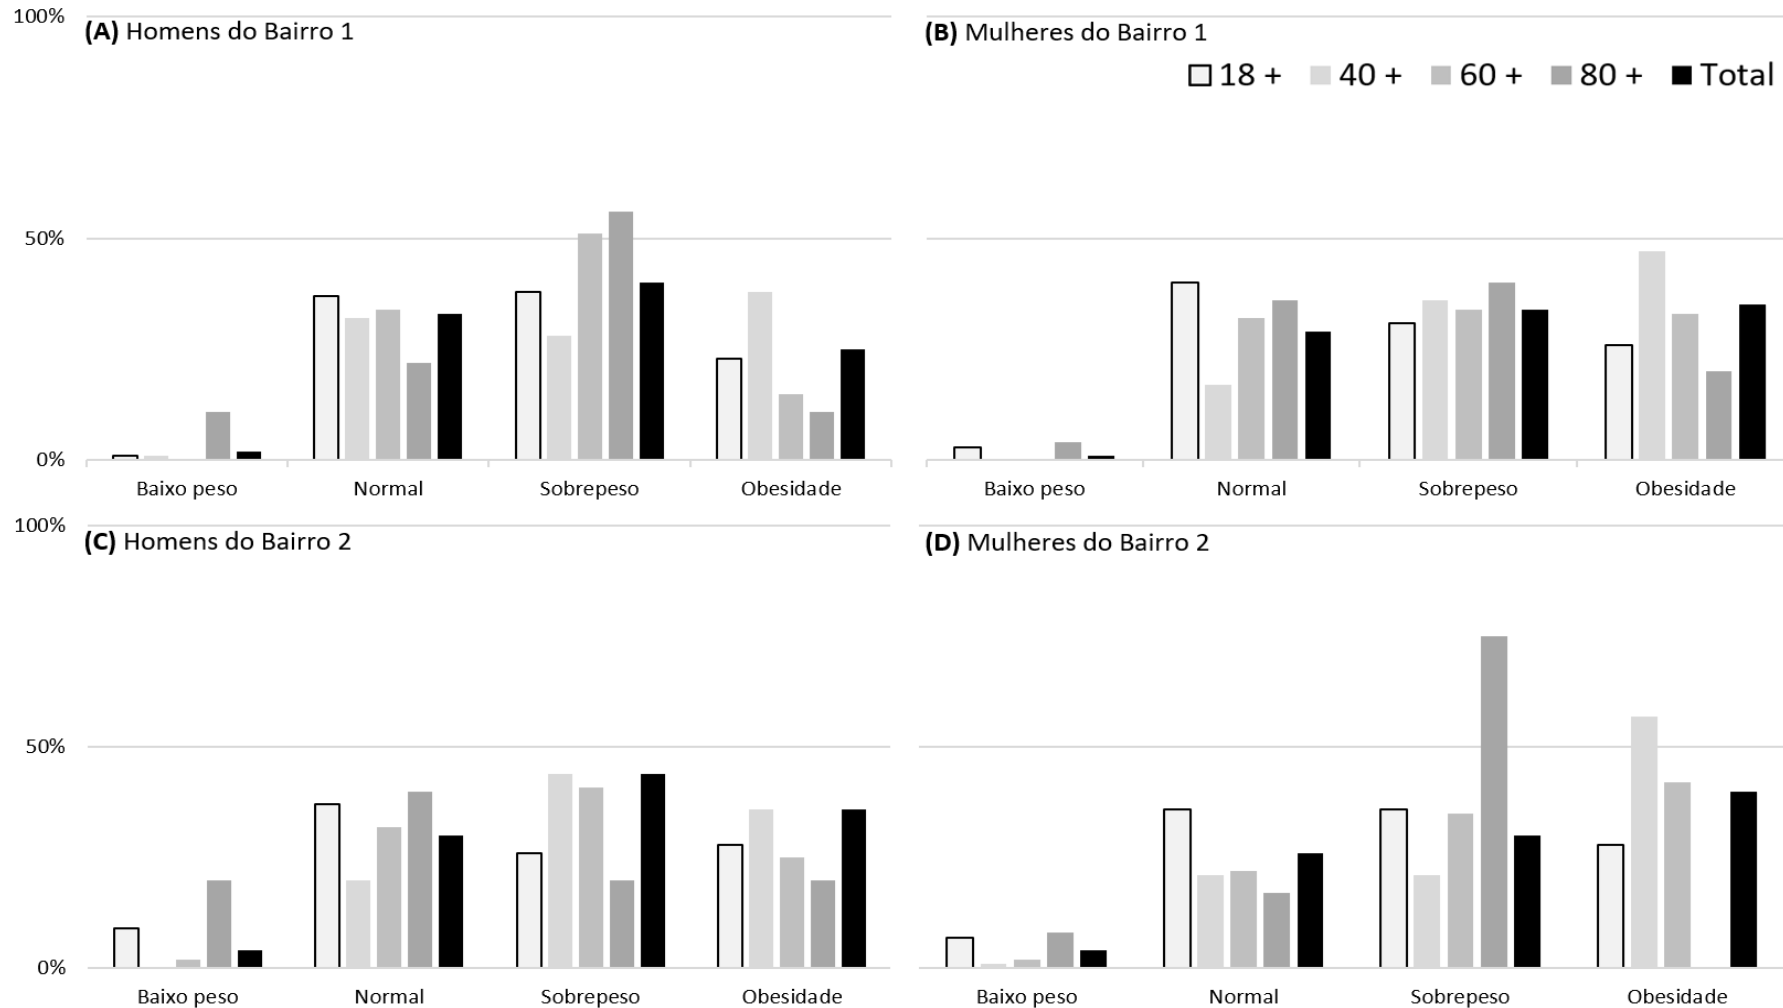 100%
(A) Homens do Bairro 1
(B) Mulheres do Bairro 1
18 + 40 + 60 + 80 + Total
50%
0%
Baixo peso Normal Sobrepeso Obesidade
Baixo peso Normal Sobrepeso Obesidade
100%
(C) Homens do Bairro 2
(D) Mulheres do Bairro 2
50%
0%
Baixo peso Normal Sobrepeso Obesidade
Baixo peso Normal Sobrepeso Obesidade